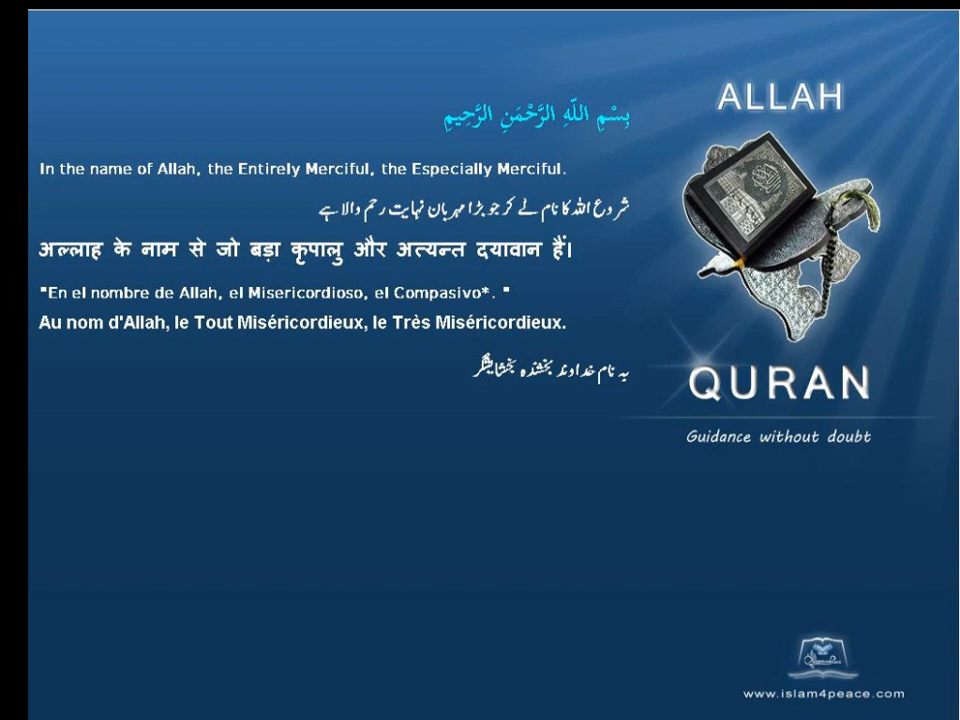 بِسْمِ اللَّهِ الرَّحْمَنِ الرَّحِيمِ
In the name of Allah, the Entirely Merciful, the Especially Merciful.
شروع الله کا نام لے کر جو بڑا مہربان نہایت رحم والا ہے
अल्लाह के नाम से जो बड़ा कृपालु और अत्यन्त दयावान हैं।
"En el nombre de Allah, el Misericordioso, el Compasivo*. "
Au nom d'Allah, le Tout Miséricordieux, le Très Miséricordieux.
به نام خداوند بخشنده بخشایشگر
ALLAH
QURAN
Guidance without doubt
www.islam4peace.com